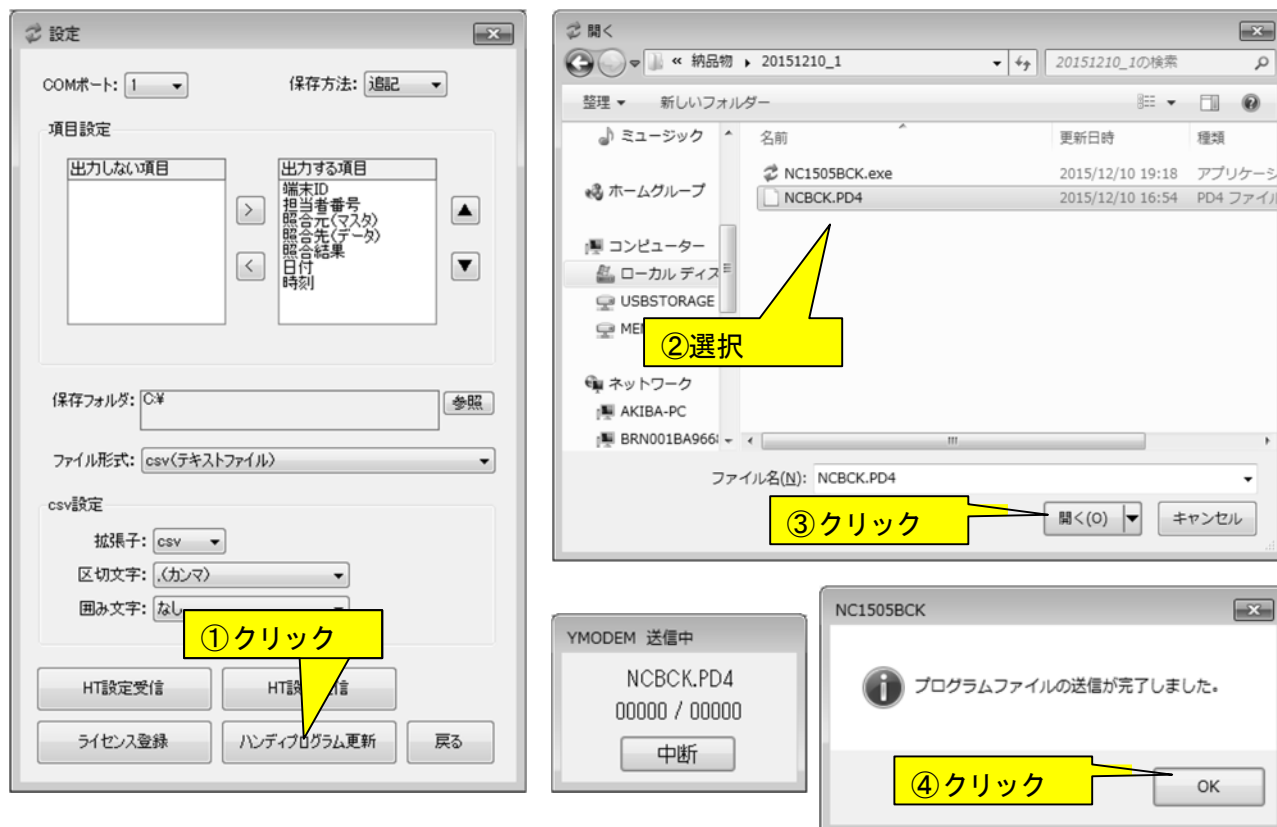 設定
COMポート: 1
保存方法: 追記
項目設定
出力しない項目
出力する項目
端末ID
担当者番号
照合元(マスタ)
照合先(データ)
照合結果
日付
時刻
>
<
▲
▼
保存フォルダ: C:¥
参照
ファイル形式: csv(テキストファイル)
csv設定
拡張子: csv
区切文字: ,(カンマ)
囲み文字: なし
①クリック
HT設定受信
HT設
ライセンス登録
ハンディプログラム更新
戻る
開く
« 納品物 ▸ 20151210_1
20151210_1の検索
整理 ▼ 新しいフォルダー
ミュージック
ホームグループ
コンピューター
ローカル ディス
USBSTORAGE
ネットワーク
AKIBA-PC
BRN001BA966
名前 更新日時 種類
NC1505BCK.exe 2015/12/10 19:18 アプリケーシ
NCBCK.PD4 2015/12/10 16:54 PD4 ファイル
②選択
ファイル名(N): NCBCK.PD4
③クリック
開く(O)
キャンセル
YMODEM 送信中
NCBCK.PD4
00000 / 00000
中断
NC1505BCK
プログラムファイルの送信が完了しました。
④クリック
OK